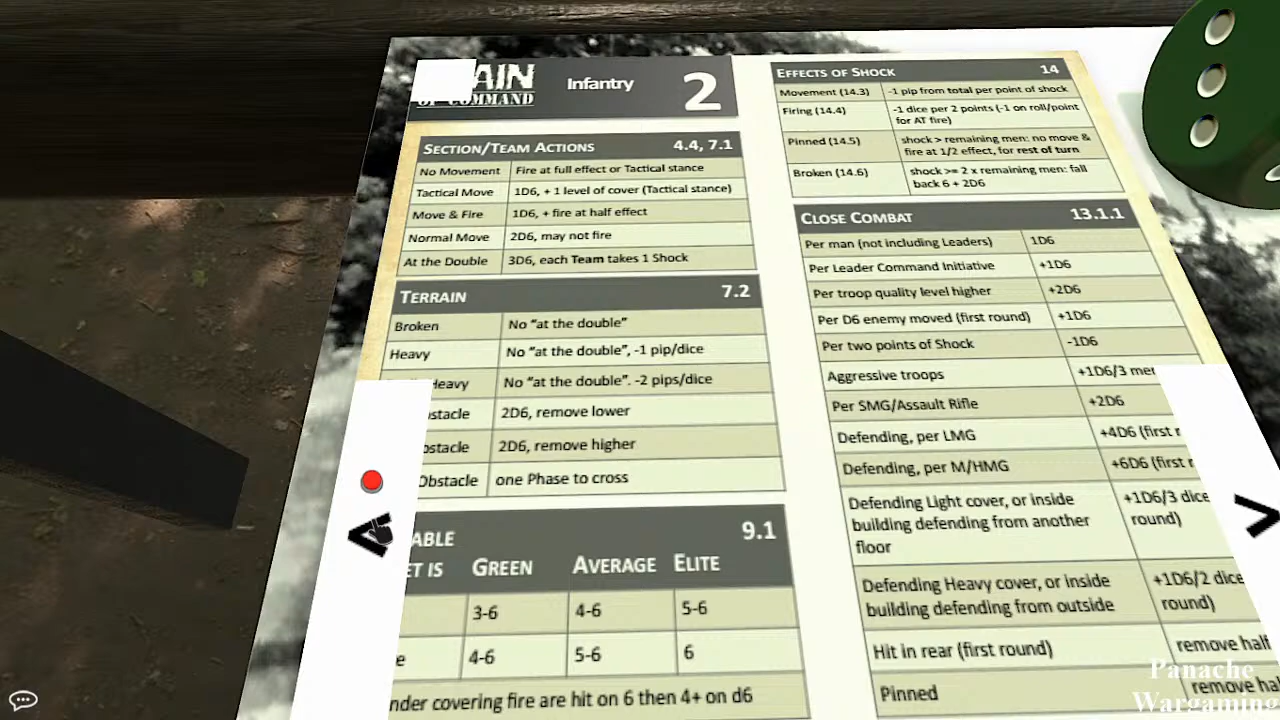 AIN
OF COMMAND
Infantry
2
SECTION/TEAM ACTIONS 4.4, 7.1
No Movement Fire at full effect or Tactical stance
Tactical Move 1D6, + 1 level of cover (Tactical stance)
Move & Fire 1D6, + fire at half effect
Normal Move 2D6, may not fire
At the Double 3D6, each Team takes 1 Shock
TERRAIN 7.2
Broken No "at the double"
Heavy No "at the double", -1 pip/dice
Heavy No "at the double". -2 pips/dice
stacle 2D6, remove lower
bstacle 2D6, remove higher
Obstacle one Phase to cross
ABLE 9.1
ET IS GREEN AVERAGE ELITE
3-6 4-6 5-6
e 4-6 5-6 6
nder covering fire are hit on 6 then 4+ on d6
EFFECTS OF SHOCK 14
Movement (14.3) -1 pip from total per point of shock
Firing (14.4) -1 dice per 2 points (-1 on roll/point
for AT fire)
Pinned (14.5) shock > remaining men: no move &
fire at 1/2 effect, for rest of turn
Broken (14.6) shock >= 2 x remaining men: fall
back 6 + 2D6
CLOSE COMBAT 13.1.1
Per man (not including Leaders) 1D6
Per Leader Command Initiative +1D6
Per troop quality level higher +2D6
Per D6 enemy moved (first round) +1D6
Per two points of Shock -1D6
Aggressive troops +1D6/3 me
Per SMG/Assault Rifle +2D6
Defending, per LMG +4D6 (first r
Defending, per M/HMG +6D6 (first r
Defending Light cover, or inside +1D6/3 dice
building defending from another round)
floor
Defending Heavy cover, or inside +1D6/2 dice
building defending from outside round)
Hit in rear (first round) remove half
Pinned remove hal
< >
Panache
Wargaming